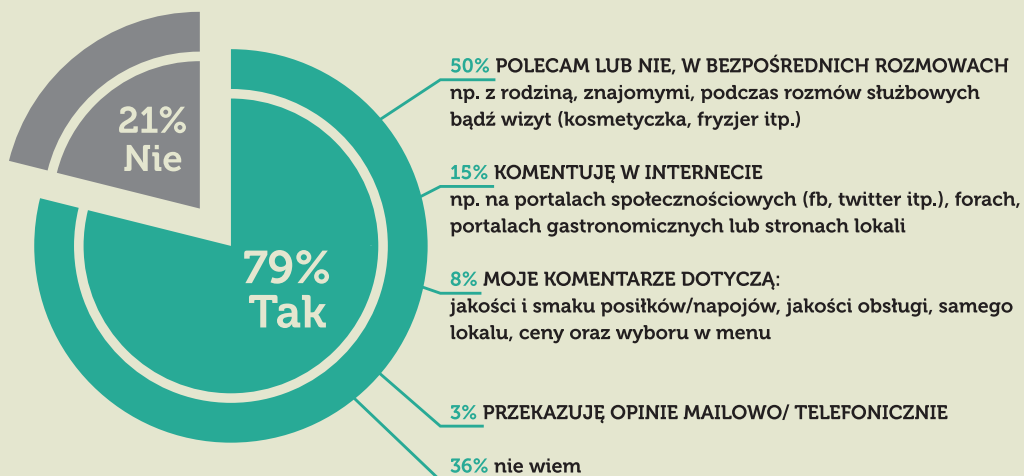 21%
Nie
79%
Tak
50% POLECAM LUB NIE, W BEZPOŚREDNICH ROZMOWACH
np. z rodziną, znajomymi, podczas rozmów służbowych
bądź wizyt (kosmetyczka, fryzjer itp.)
15% KOMENTUJĘ W INTERNECIE
np. na portalach społecznościowych (fb, twitter itp.), forach,
portalach gastronomicznych lub stronach lokali
8% MOJE KOMENTARZE DOTYCZĄ:
jakości i smaku posiłków/napojów, jakości obsługi, samego
lokalu, ceny oraz wyboru w menu
3% PRZEKAZUJĘ OPINIE MAILOWO/ TELEFONICZNIE
36% nie wiem